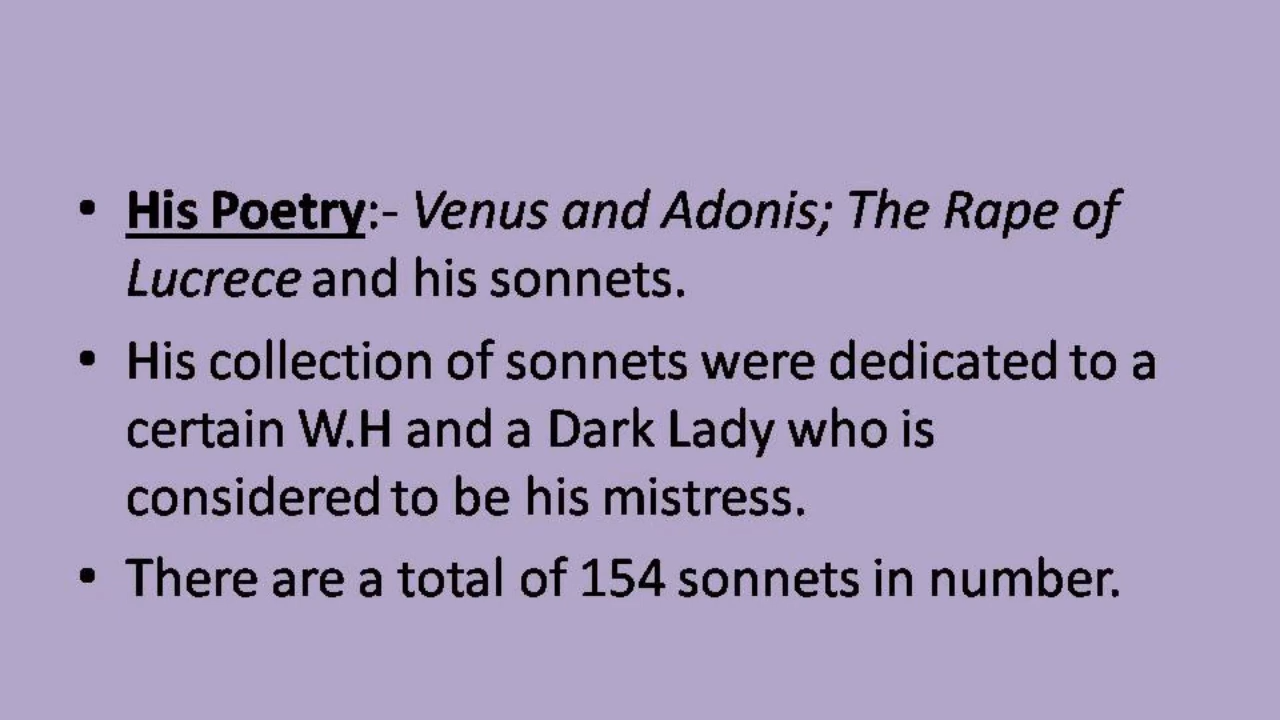 • His Poetry:- Venus and Adonis; The Rape of
Lucrece and his sonnets.
• His collection of sonnets were dedicated to a
certain W.H and a Dark Lady who is
considered to be his mistress.
• There are a total of 154 sonnets in number.